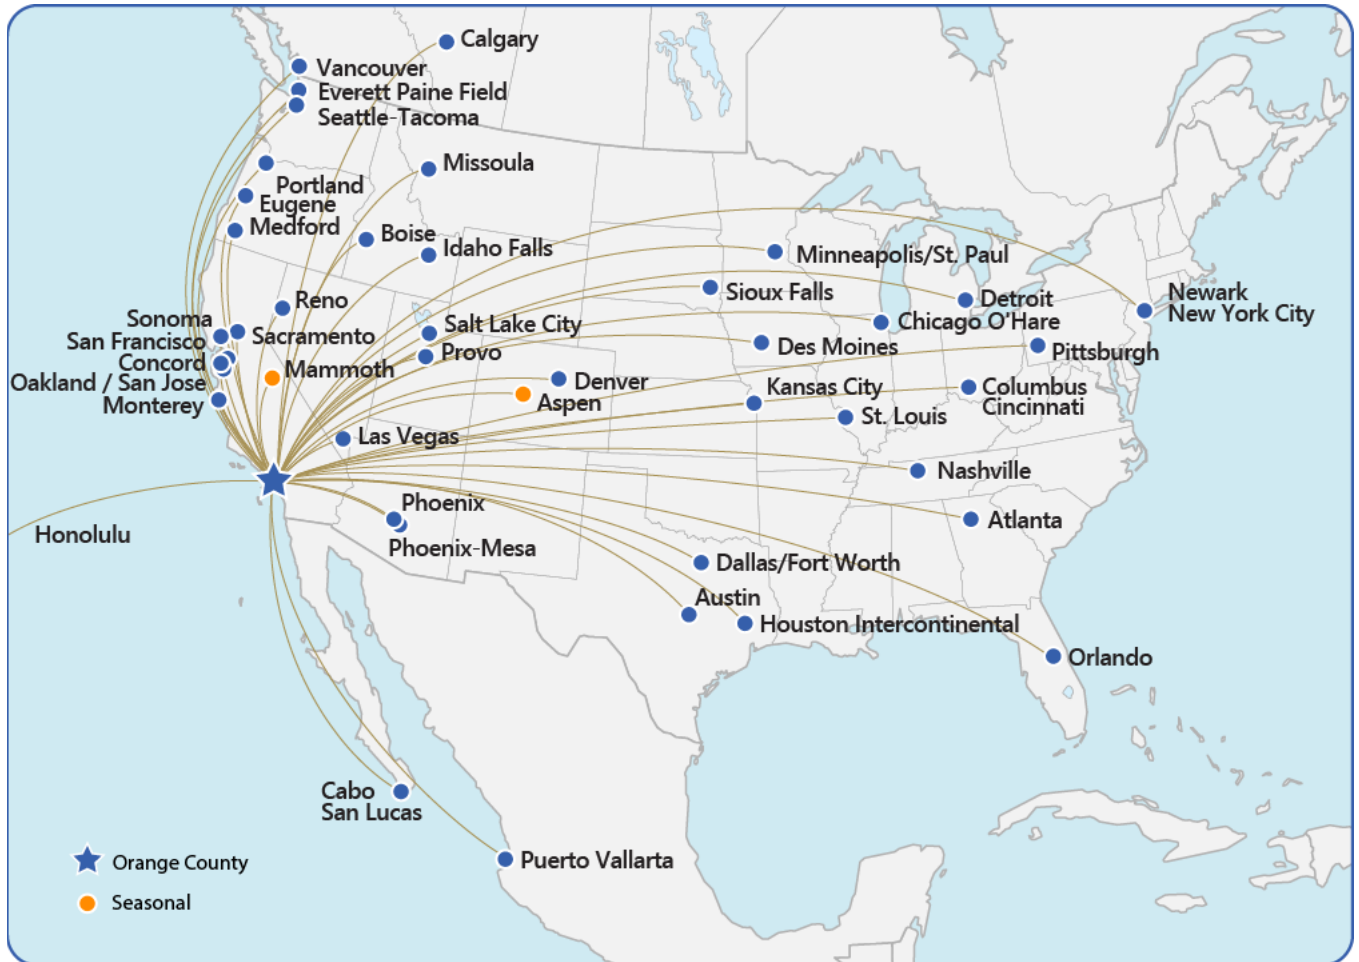 Calgary
Vancouver
Everett Paine Field
Seattle-Tacoma
Missoula
Portland
Eugene
Medford
Boise
Idaho Falls
Minneapolis/St. Paul
Sioux Falls
Detroit
Newark
New York City
Reno
Sonoma
Sacramento
San Francisco
Salt Lake City
Chicago O'Hare
Concord
Provo
Des Moines
Pittsburgh
Mammoth
Oakland / San Jose
Monterey
Denver
Aspen
Kansas City
Columbus
Cincinnati
St. Louis
Las Vegas
Nashville
Phoenix
Phoenix-Mesa
Atlanta
Honolulu
Dallas/Fort Worth
Austin
Houston Intercontinental
Orlando
Cabo
San Lucas
Puerto Vallarta
Orange County
Seasonal